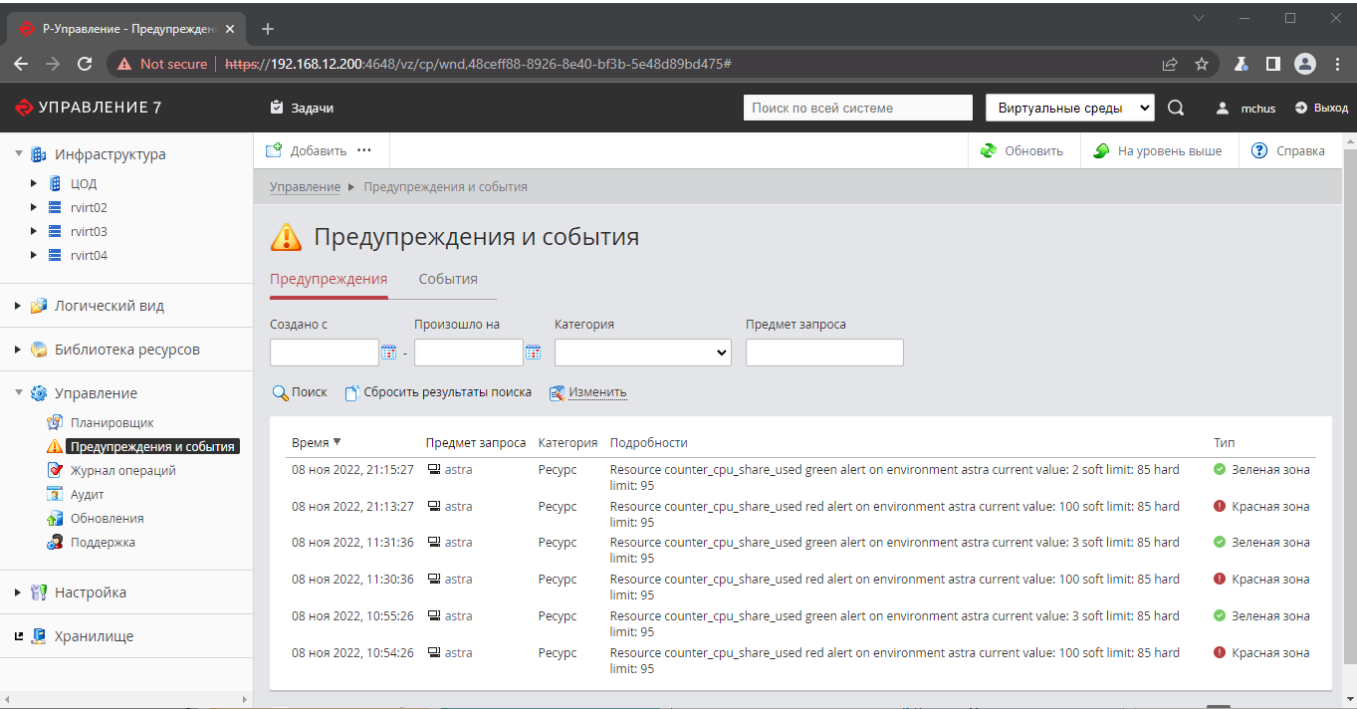 Р-Управление - Предупрежден
Not secure | https://192.168.12.200:4648/vz/cp/wnd,48ceff88-8926-8e40-bf3b-5e48d89bd475#
УПРАВЛЕНИЕ 7
Задачи
Поиск по всей системе
Виртуальные среды
mchus
Выход
Инфраструктура
ЦОД
rvirt02
rvirt03
rvirt04
Логический вид
Библиотека ресурсов
Управление
Планировщик
Предупреждения и события
Журнал операций
Аудит
Обновления
Поддержка
Настройка
Хранилище
Добавить ...
Обновить
На уровень выше
Справка
Управление ▶ Предупреждения и события
Предупреждения и события
Предупреждения События
Создано с Произошло на Категория Предмет запроса
-
Поиск Сбросить результаты поиска Изменить
Время ▼ Предмет запроса Категория Подробности Тип
08 ноя 2022, 21:15:27 astra Ресурс Resource counter_cpu_share_used green alert on environment astra current value: 2 soft limit: 85 hard Зеленая зона
limit: 95
08 ноя 2022, 21:13:27 astra Ресурс Resource counter_cpu_share_used red alert on environment astra current value: 100 soft limit: 85 hard Красная зона
limit: 95
08 ноя 2022, 11:31:36 astra Ресурс Resource counter_cpu_share_used green alert on environment astra current value: 3 soft limit: 85 hard Зеленая зона
limit: 95
08 ноя 2022, 11:30:36 astra Ресурс Resource counter_cpu_share_used red alert on environment astra current value: 100 soft limit: 85 hard Красная зона
limit: 95
08 ноя 2022, 10:55:26 astra Ресурс Resource counter_cpu_share_used green alert on environment astra current value: 3 soft limit: 85 hard Зеленая зона
limit: 95
08 ноя 2022, 10:54:26 astra Ресурс Resource counter_cpu_share_used red alert on environment astra current value: 100 soft limit: 85 hard Красная зона
limit: 95